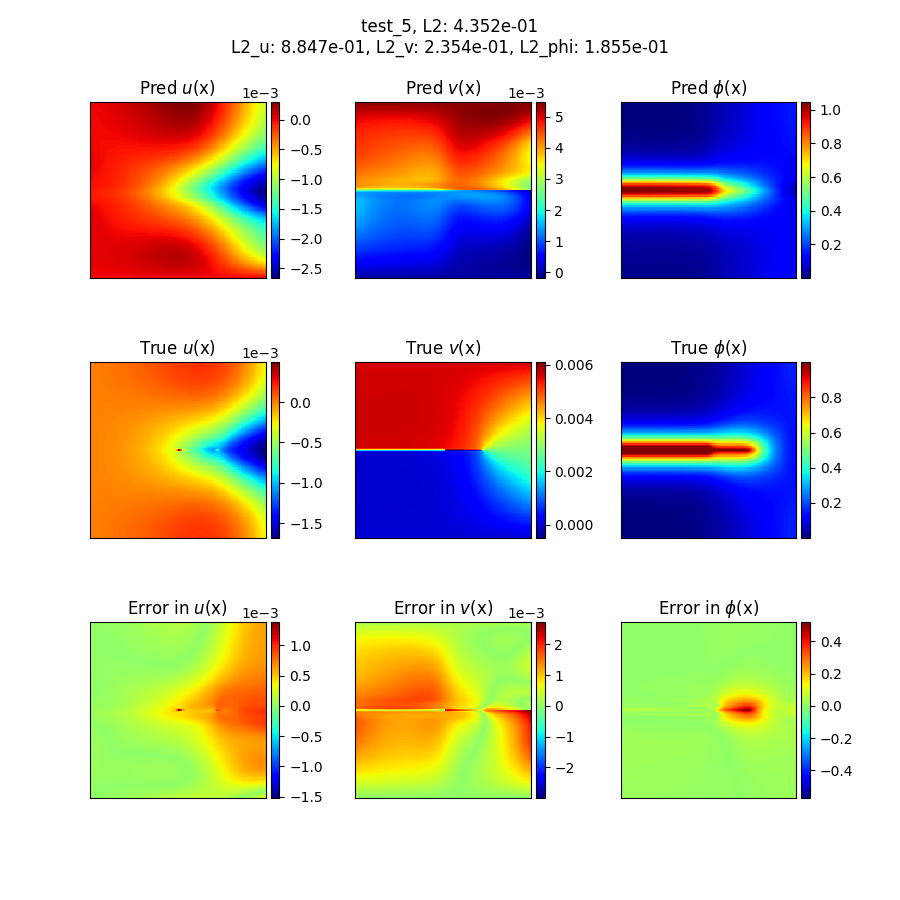 test_5, L2: 4.352e-01
L2_u: 8.847e-01, L2_v: 2.354e-01, L2_phi: 1.855e-01
Pred u(x)
1e−3
0.0
−0.5
−1.0
−1.5
−2.0
−2.5
Pred v(x)
1e−3
5
4
3
2
1
0
Pred ϕ(x)
1.0
0.8
0.6
0.4
0.2
True u(x)
1e−3
0.0
−0.5
−1.0
−1.5
True v(x)
0.006
0.004
0.002
0.000
True ϕ(x)
0.8
0.6
0.4
0.2
Error in u(x)
1e−3
1.0
0.5
0.0
−0.5
−1.0
−1.5
Error in v(x)
1e−3
2
1
0
−1
−2
Error in ϕ(x)
0.4
0.2
0.0
−0.2
−0.4